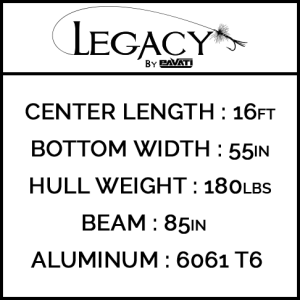 LEGACY
BY PAVATI
CENTER LENGTH : 16FT
BOTTOM WIDTH : 55IN
HULL WEIGHT : 180LBS
BEAM : 85IN
ALUMINUM : 6061 T6